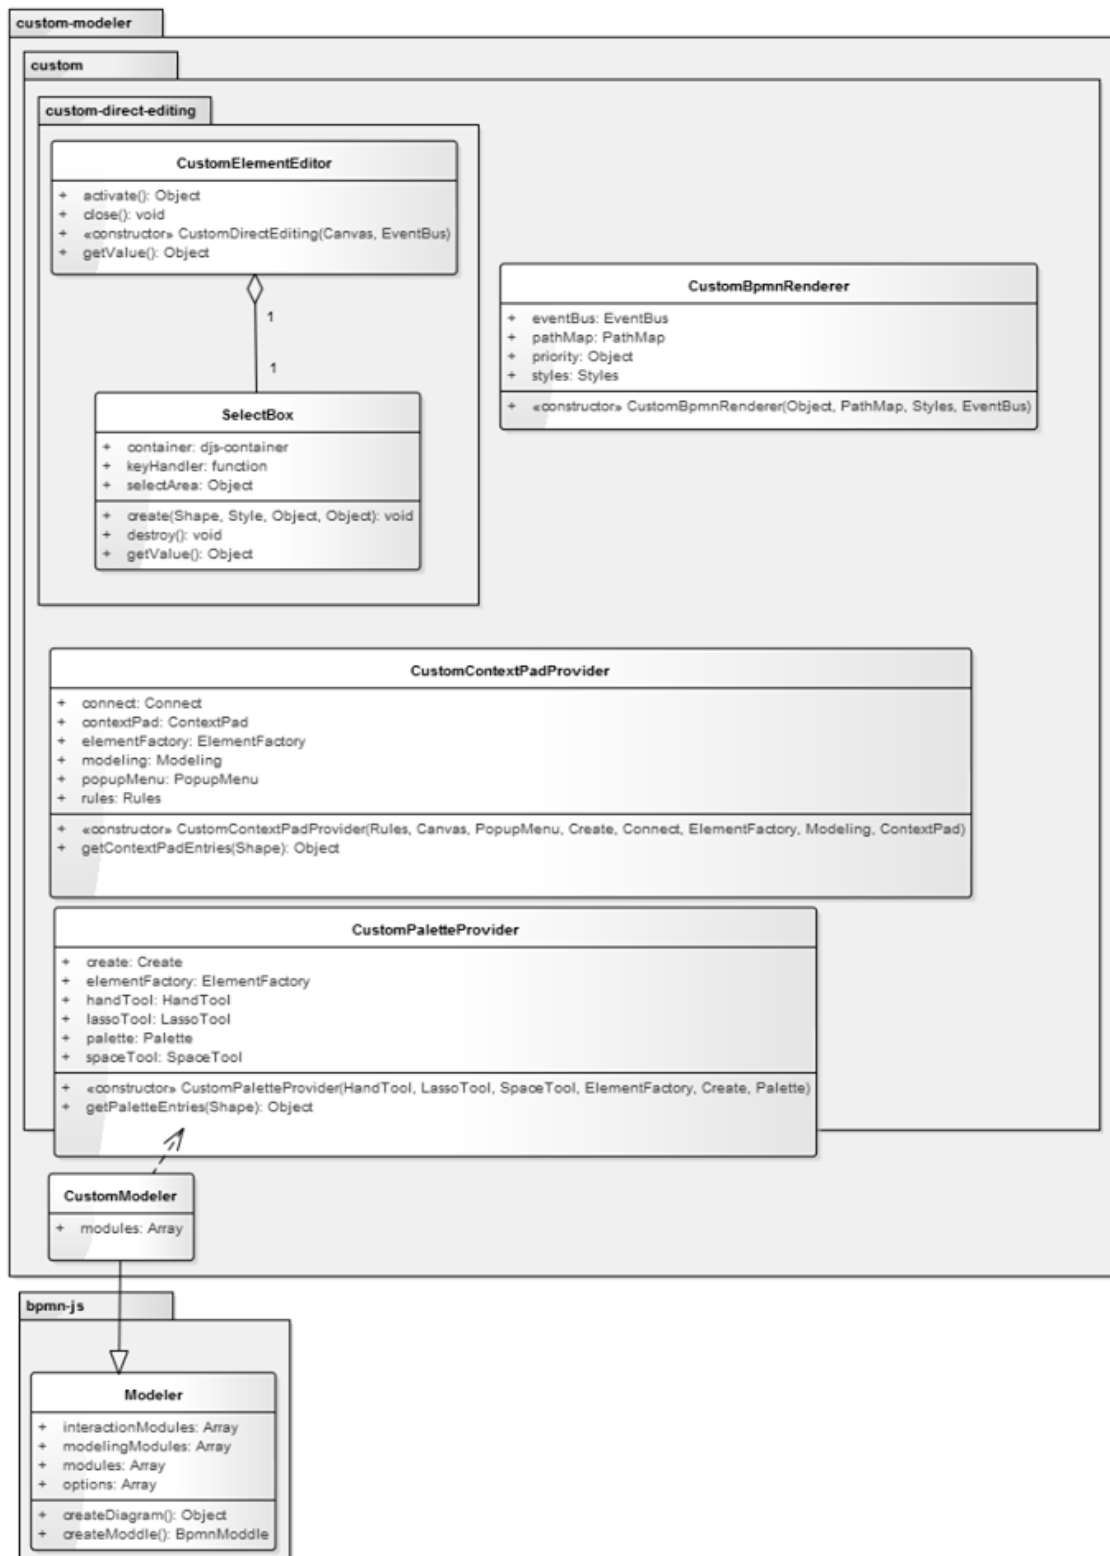 custom-modeler
custom
custom-direct-editing
CustomElementEditor
+ activate(): Object
+ close(): void
+ «constructor» CustomDirectEditing(Canvas, EventBus)
+ getValue(): Object
1
1
SelectBox
+ container: djs-container
+ keyHandler: function
+ selectArea: Object
+ create(Shape, Style, Object, Object): void
+ destroy(): void
+ getValue(): Object
CustomBpmnRenderer
+ eventBus: EventBus
+ pathMap: PathMap
+ priority: Object
+ styles: Styles
+ «constructor» CustomBpmnRenderer(Object, PathMap, Styles, EventBus)
CustomContextPadProvider
+ connect: Connect
+ contextPad: ContextPad
+ elementFactory: ElementFactory
+ modeling: Modeling
+ popupMenu: PopupMenu
+ rules: Rules
+ «constructor» CustomContextPadProvider(Rules, Canvas, PopupMenu, Create, Connect, ElementFactory, Modeling, ContextPad)
+ getContextPadEntries(Shape): Object
CustomPaletteProvider
+ create: Create
+ elementFactory: ElementFactory
+ handTool: HandTool
+ lassoTool: LassoTool
+ palette: Palette
+ spaceTool: SpaceTool
+ «constructor» CustomPaletteProvider(HandTool, LassoTool, SpaceTool, ElementFactory, Create, Palette)
+ getPaletteEntries(Shape): Object
CustomModeler
+ modules: Array
bpmn-js
Modeler
+ interactionModules: Array
+ modelingModules: Array
+ modules: Array
+ options: Array
+ createDiagram(): Object
+ createModdle(): BpmnModdle